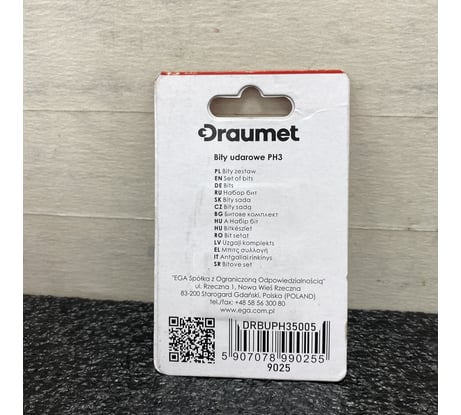 Draumet
Bity udarowe PH3
PL Bity zestaw
EN Set of bits
DE Bits
RU Набор бит
SK Bity sada
CZ Bity sada
BG Битове комплект
HU А Набір біт
HU Bitkészlet
RO Bit setat
LV Uzgaļi komplekts
EL Μπιτς συλλογή
IT Antgaliai rinkinys
SR Bitove set
"EGA Spółka z Ograniczoną Odpowiedzialnością"
ul. Rzeczna 1, Nowa Wieś Rzeczna
83-200 Starogard Gdański, Polska (POLAND)
tel./fax: +48 58 56 300 80
www.ega.com.pl
DRBUPH35005
5 907078 990255
9025